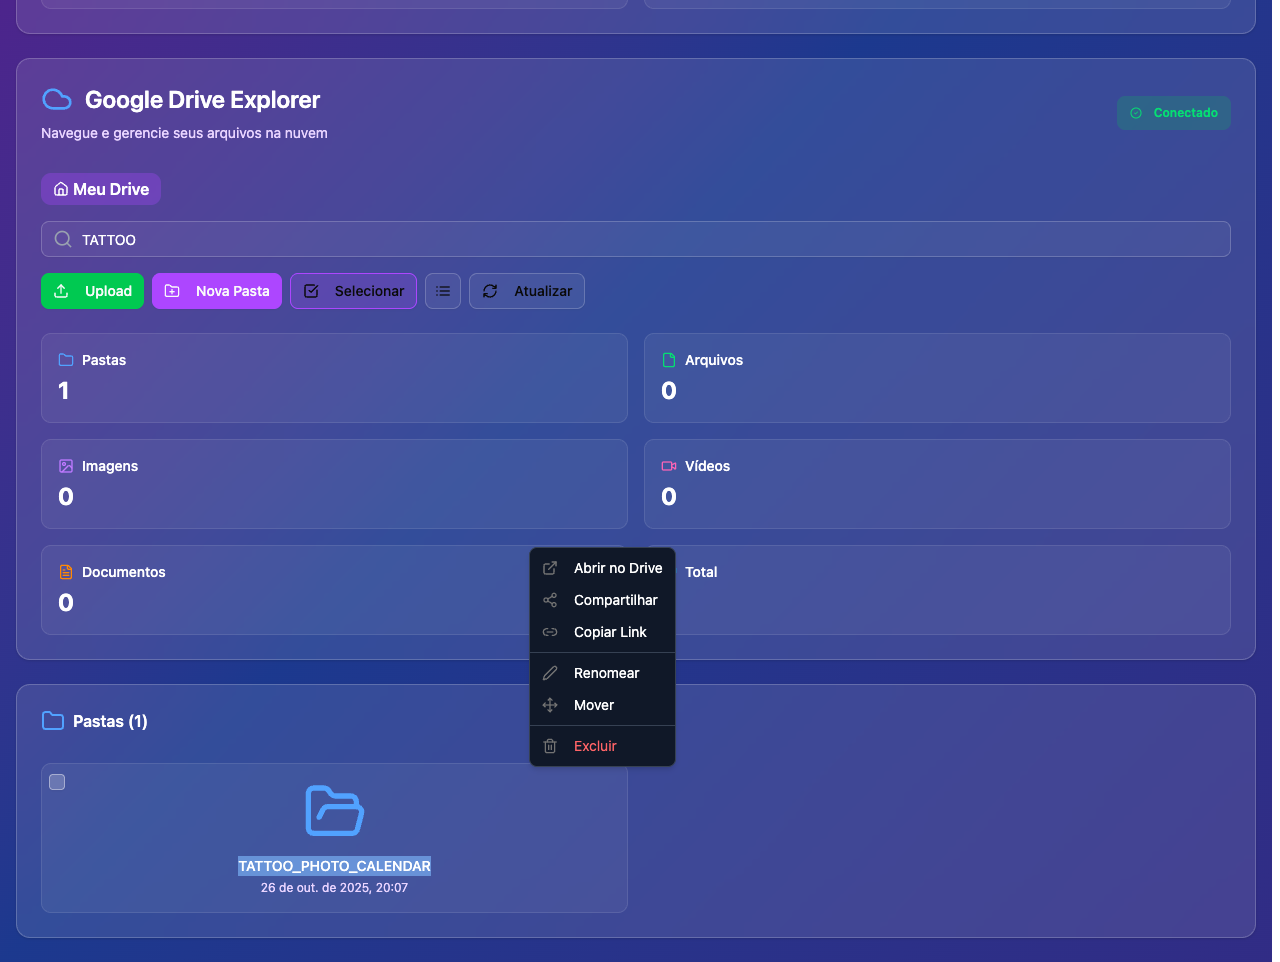 Google Drive Explorer
Navegue e gerencie seus arquivos na nuvem
Conectado
Meu Drive
TATTOO
Upload
Nova Pasta
Selecionar
Atualizar
Pastas
1
Arquivos
0
Imagens
0
Vídeos
0
Documentos
0
Total
Abrir no Drive
Compartilhar
Copiar Link
Renomear
Mover
Excluir
Pastas (1)
TATTOO_PHOTO_CALENDAR
26 de out. de 2025, 20:07